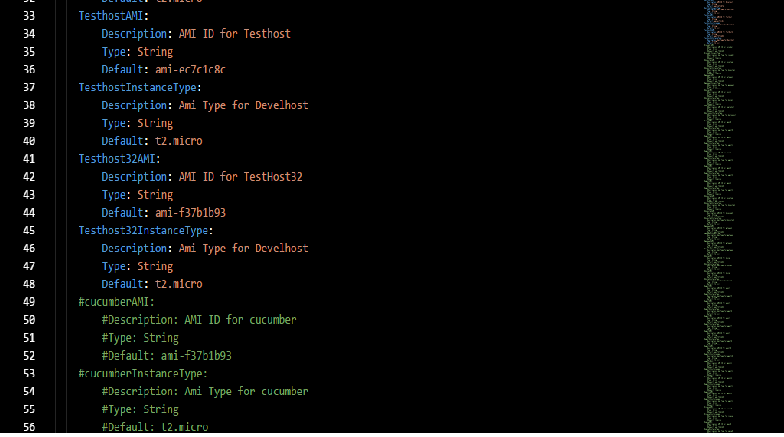 32 Default: t2.micro
33 TesthostAMI:
34 Description: AMI ID for Testhost
35 Type: String
36 Default: ami-ec7c1c8c
37 TesthostInstanceType:
38 Description: Ami Type for Develhost
39 Type: String
40 Default: t2.micro
41 Testhost32AMI:
42 Description: AMI ID for TestHost32
43 Type: String
44 Default: ami-f37b1b93
45 Testhost32InstanceType:
46 Description: Ami Type for Develhost
47 Type: String
48 Default: t2.micro
49 #cucumberAMI:
50 #Description: AMI ID for cucumber
51 #Type: String
52 #Default: ami-f37b1b93
53 #cucumberInstanceType:
54 #Description: Ami Type for cucumber
55 #Type: String
56 #Default: t2.micro